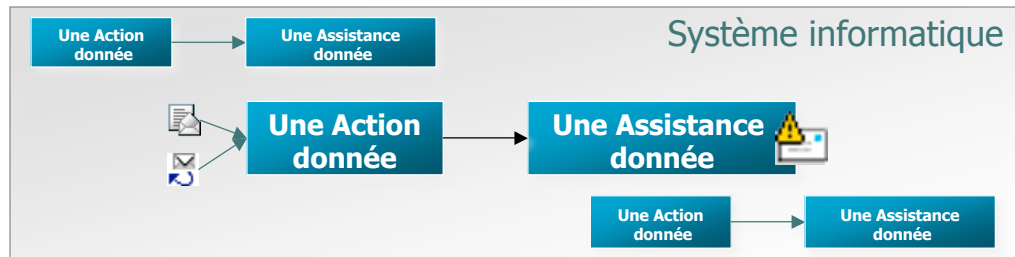 Système informatique
Une Action
donnée
Une Assistance
donnée
Une Action
donnée
Une Assistance
donnée
Une Action
donnée
Une Assistance
donnée